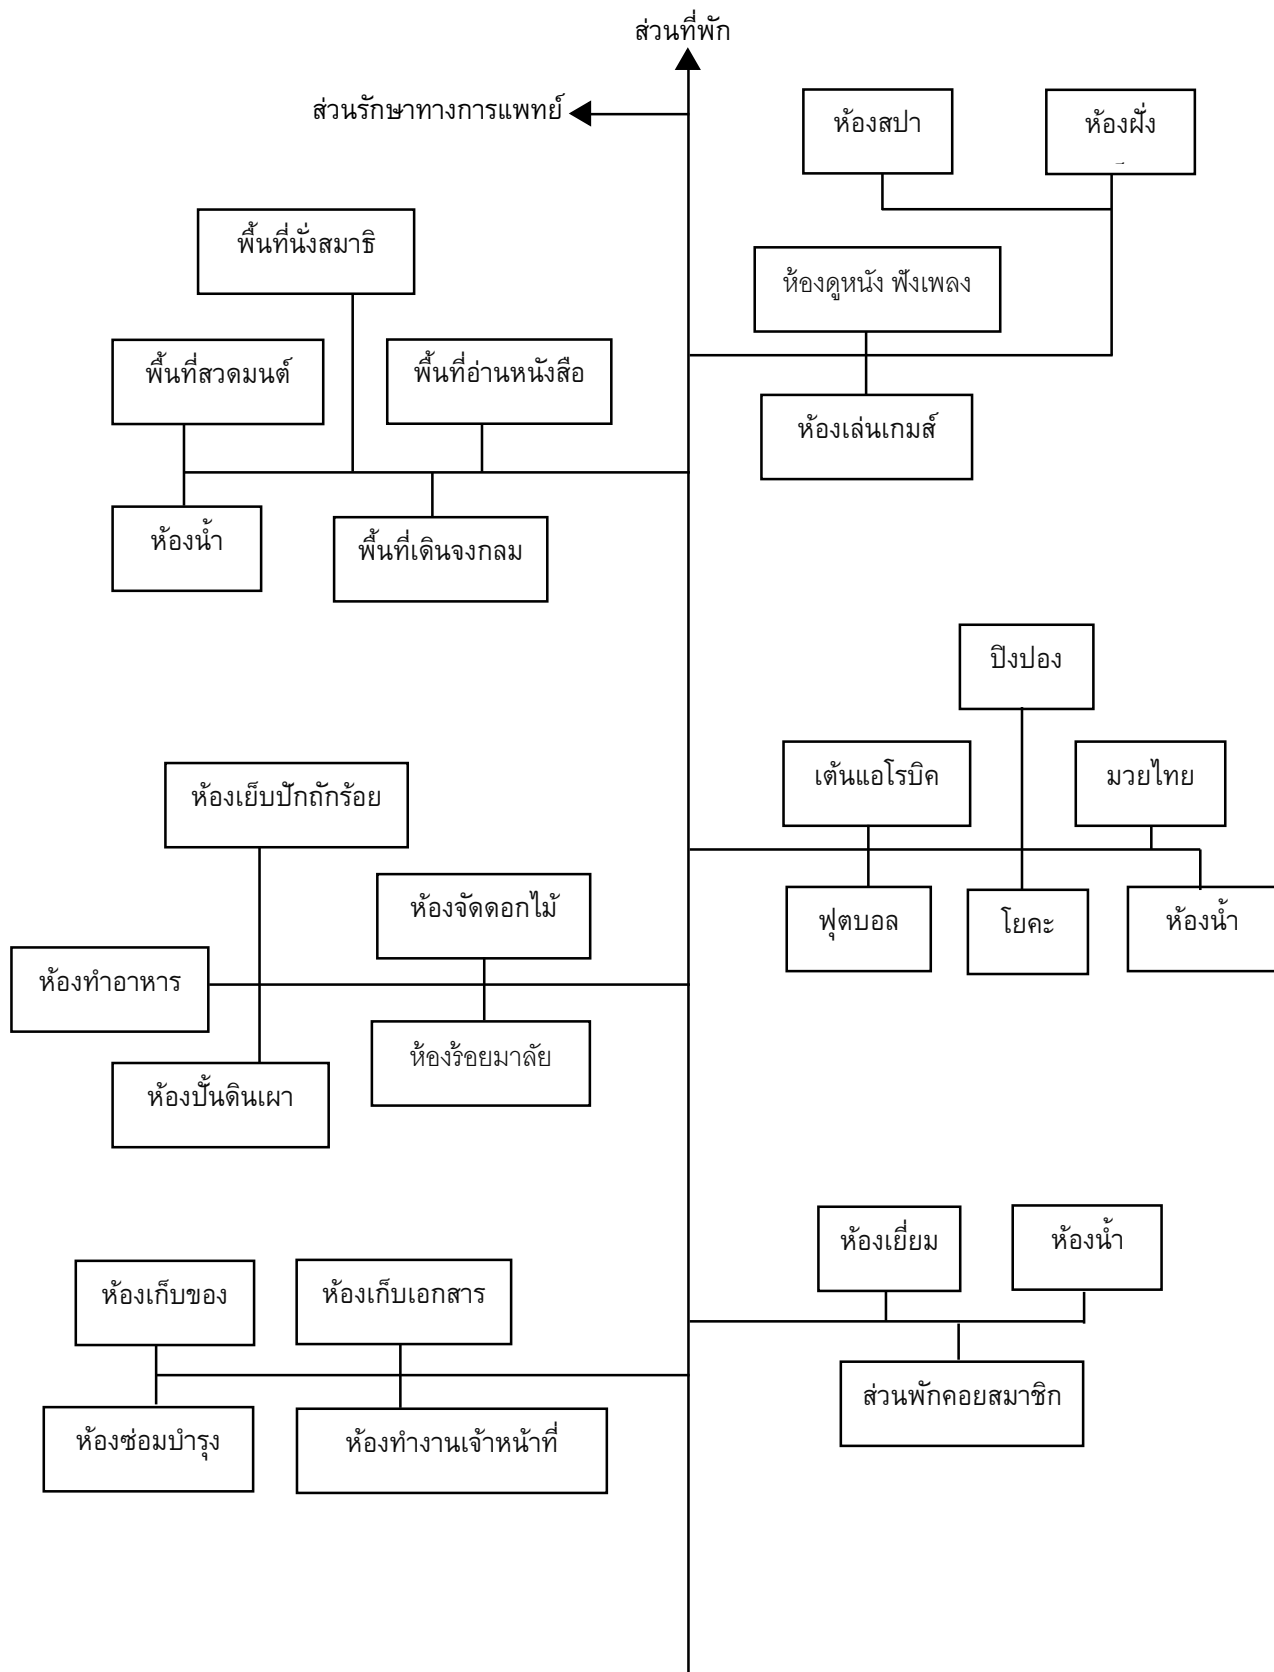 ส่วนที่พัก
ส่วนรักษาทางการแพทย์
ห้องสปา
ห้องฝั่ง
พื้นที่นั่งสมาธิ
ห้องดูหนัง ฟังเพลง
พื้นที่สวดมนต์
พื้นที่อ่านหนังสือ
ห้องเล่นเกมส์
ห้องน้ำ
พื้นที่เดินจงกลม
ปิงปอง
เต้นแอโรบิค
มวยไทย
ห้องเย็บปักถักร้อย
ห้องจัดดอกไม้
ฟุตบอล
โยคะ
ห้องน้ำ
ห้องทำอาหาร
ห้องร้อยมาลัย
ห้องปั้นดินเผา
ห้องเยี่ยม
ห้องน้ำ
ห้องเก็บของ
ห้องเก็บเอกสาร
ส่วนพักคอยสมาชิก
ห้องซ่อมบำรุง
ห้องทำงานเจ้าหน้าที่